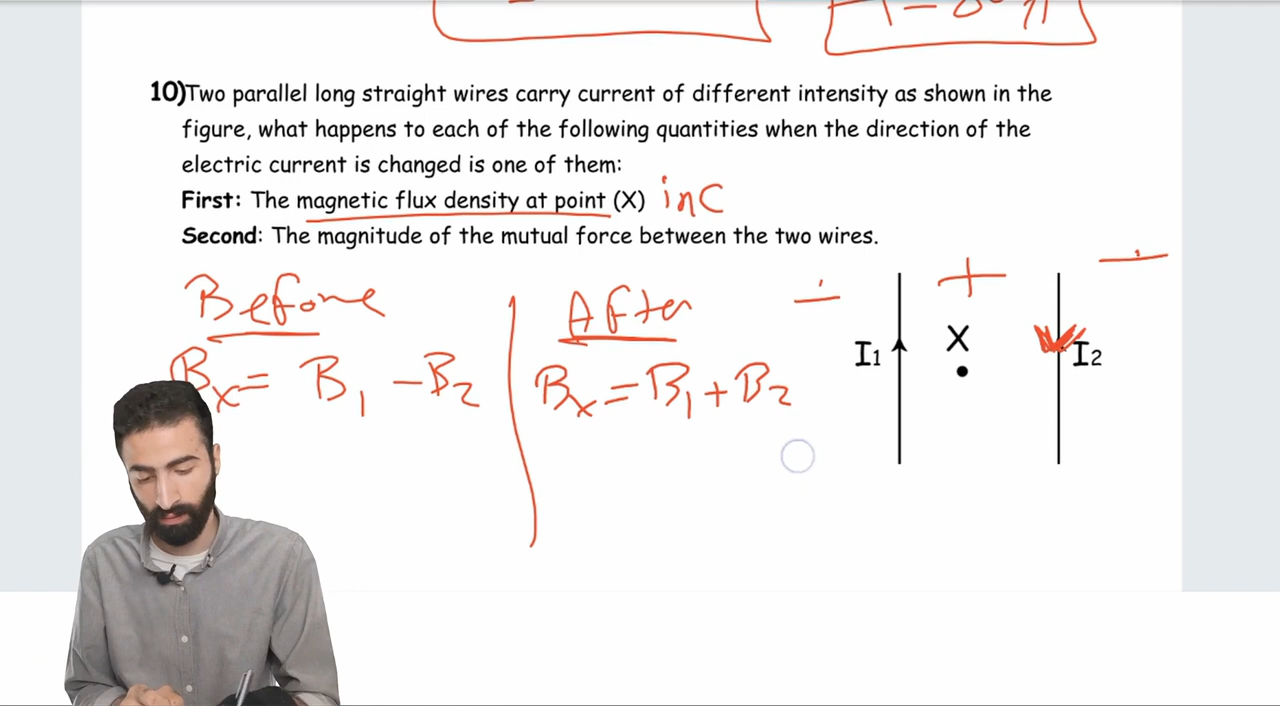 10)Two parallel long straight wires carry current of different intensity as shown in the
figure, what happens to each of the following quantities when the direction of the
electric current is changed is one of them:
First: The magnetic flux density at point (X) inC
Second: The magnitude of the mutual force between the two wires.
Before
After
Bx = B1 - B2
Bx = B1 + B2
+
X
I1
I2